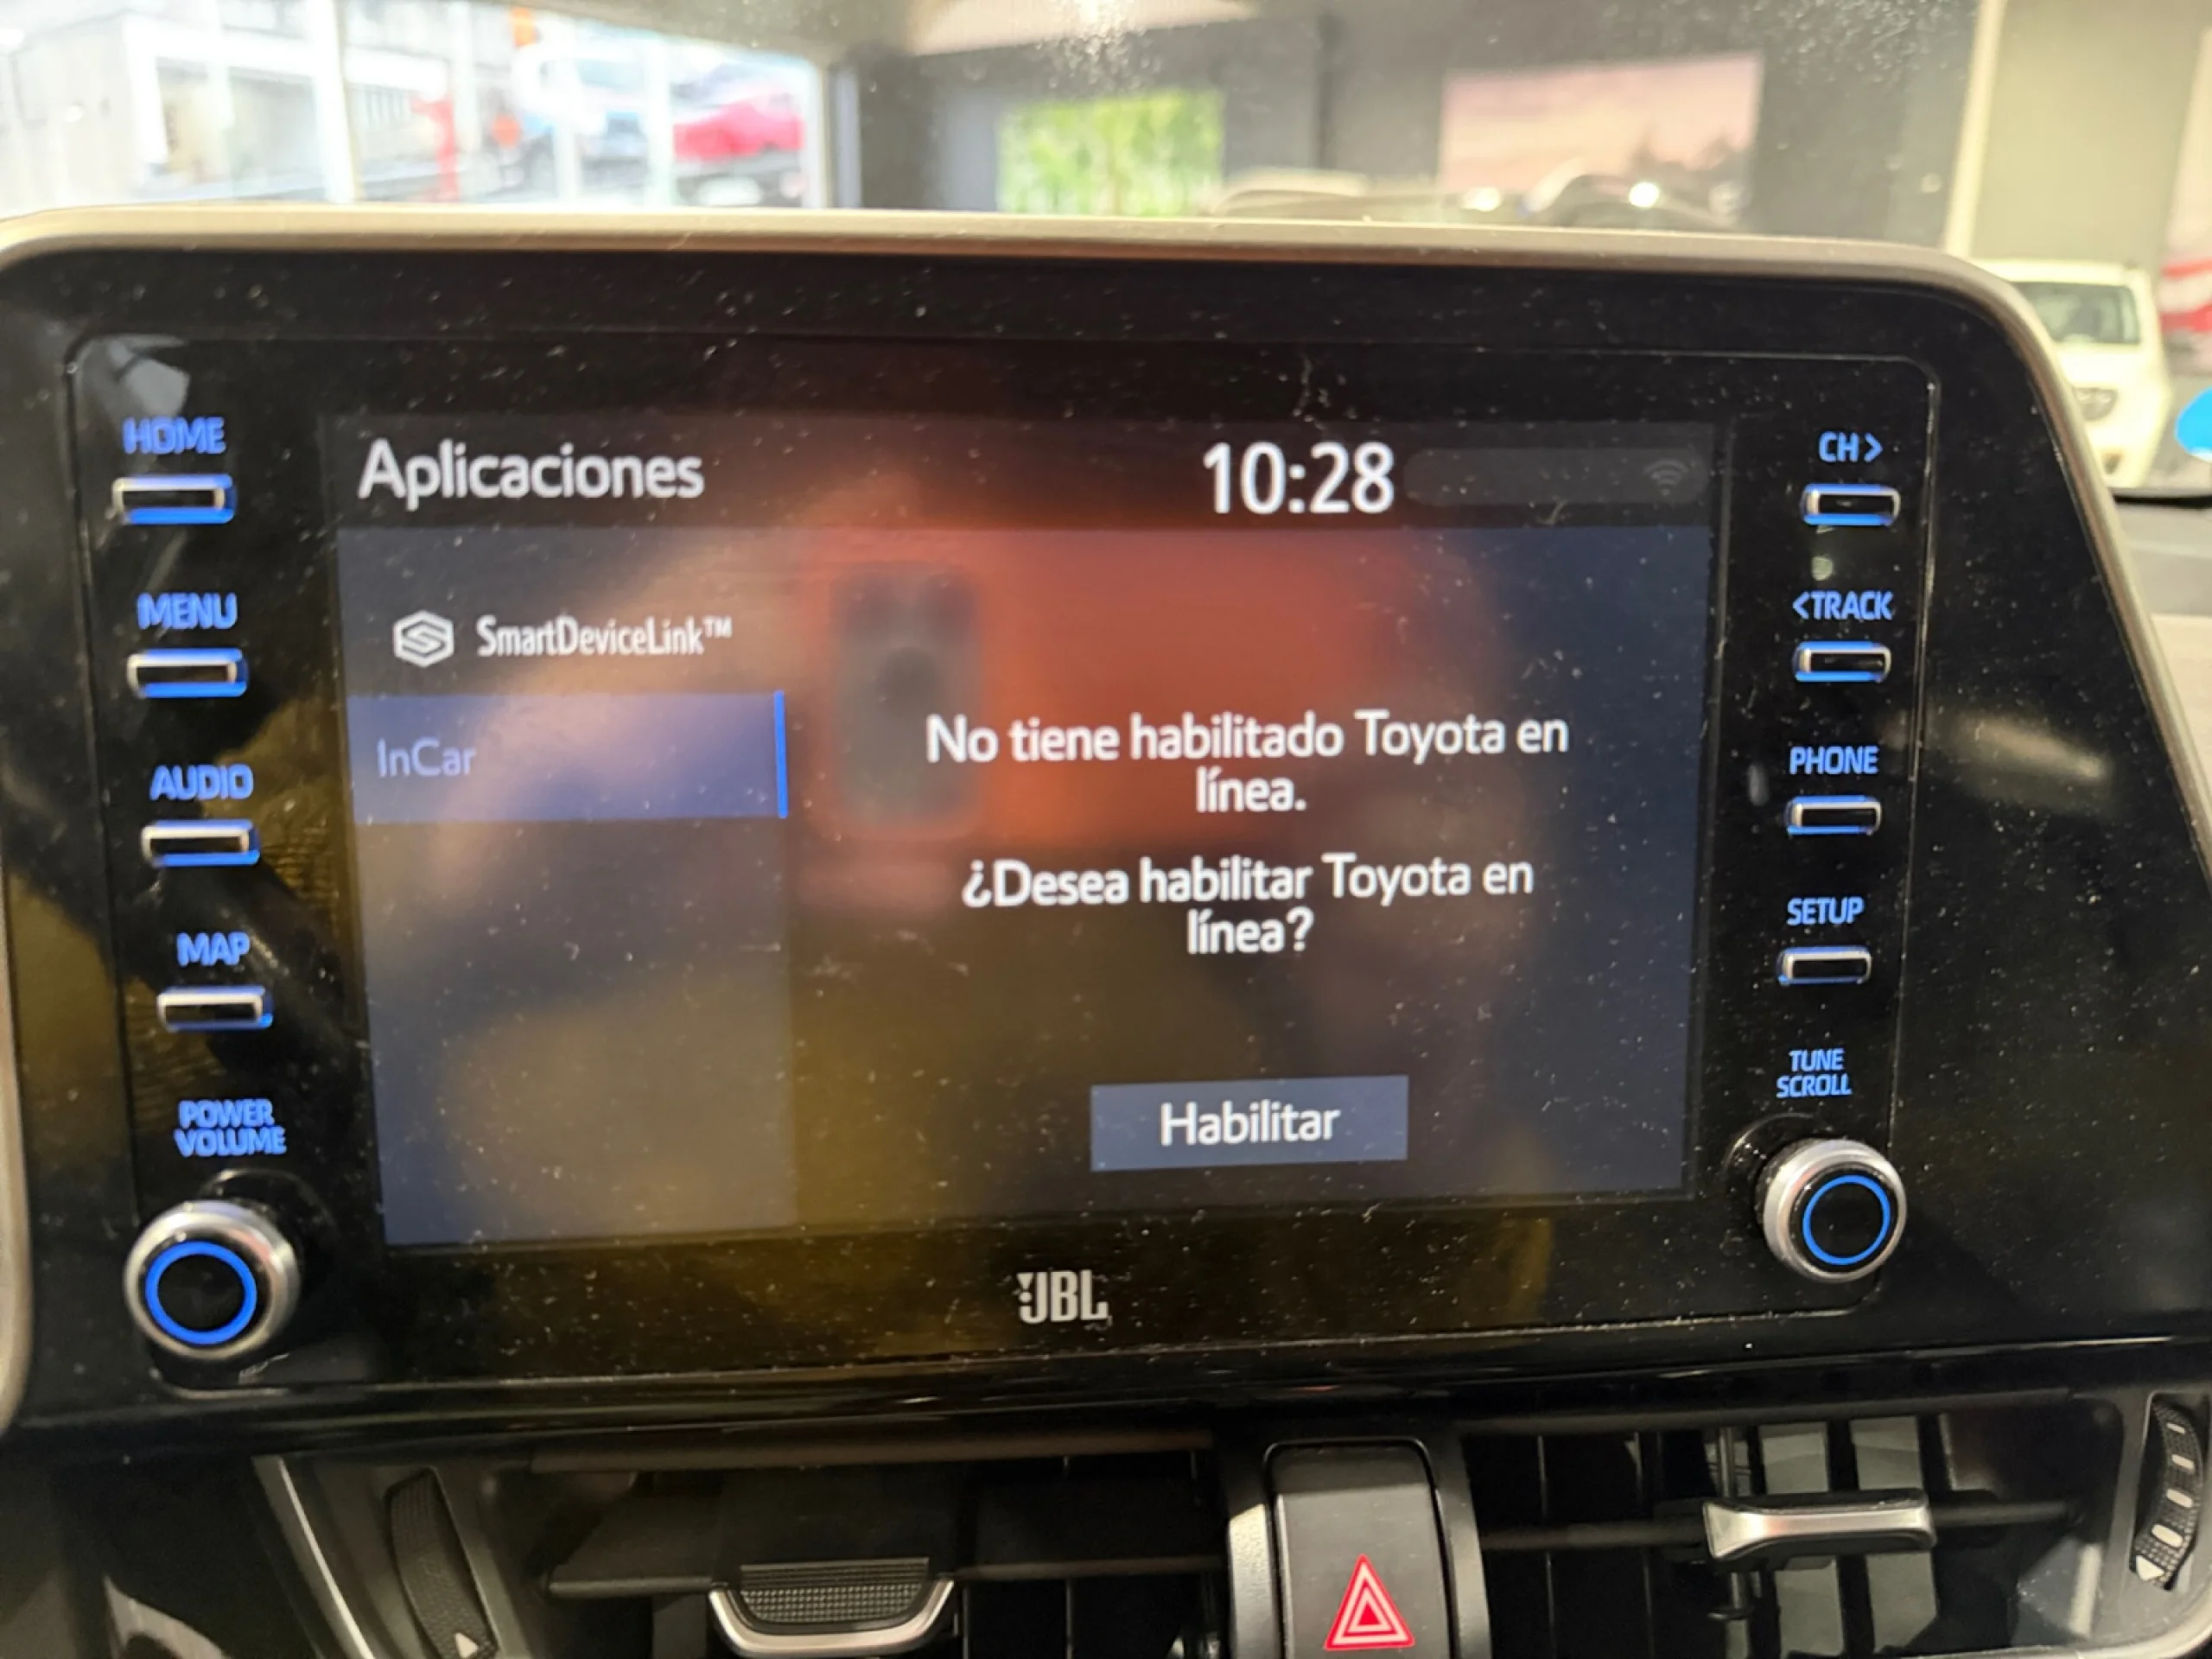 HOME
MENU
AUDIO
MAP
POWER
VOLUME
Aplicaciones
10:28
SmartDeviceLink™
InCar
No tiene habilitado Toyota en
línea.
¿Desea habilitar Toyota en
línea?
Habilitar
CH>
<TRACK
PHONE
SETUP
TUNE
SCROLL
JBL